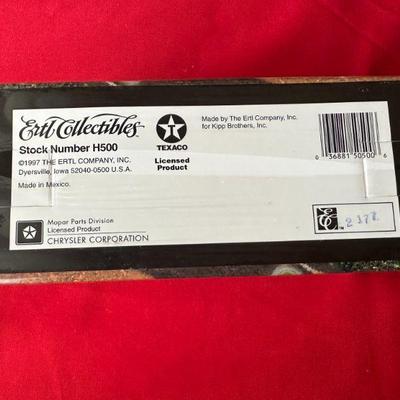 Ertl Collectibles™
Stock Number H500
©1997 THE ERTL COMPANY, INC.
Dyersville, Iowa 52040-0500 U.S.A.
Made in Mexico.
T
TEXACO
Licensed
Product
Made by The Ertl Company, Inc.
for Kipp Brothers, Inc.
0 36881 50500 6
Mopar Parts Division
Licensed Product
CHRYSLER CORPORATION